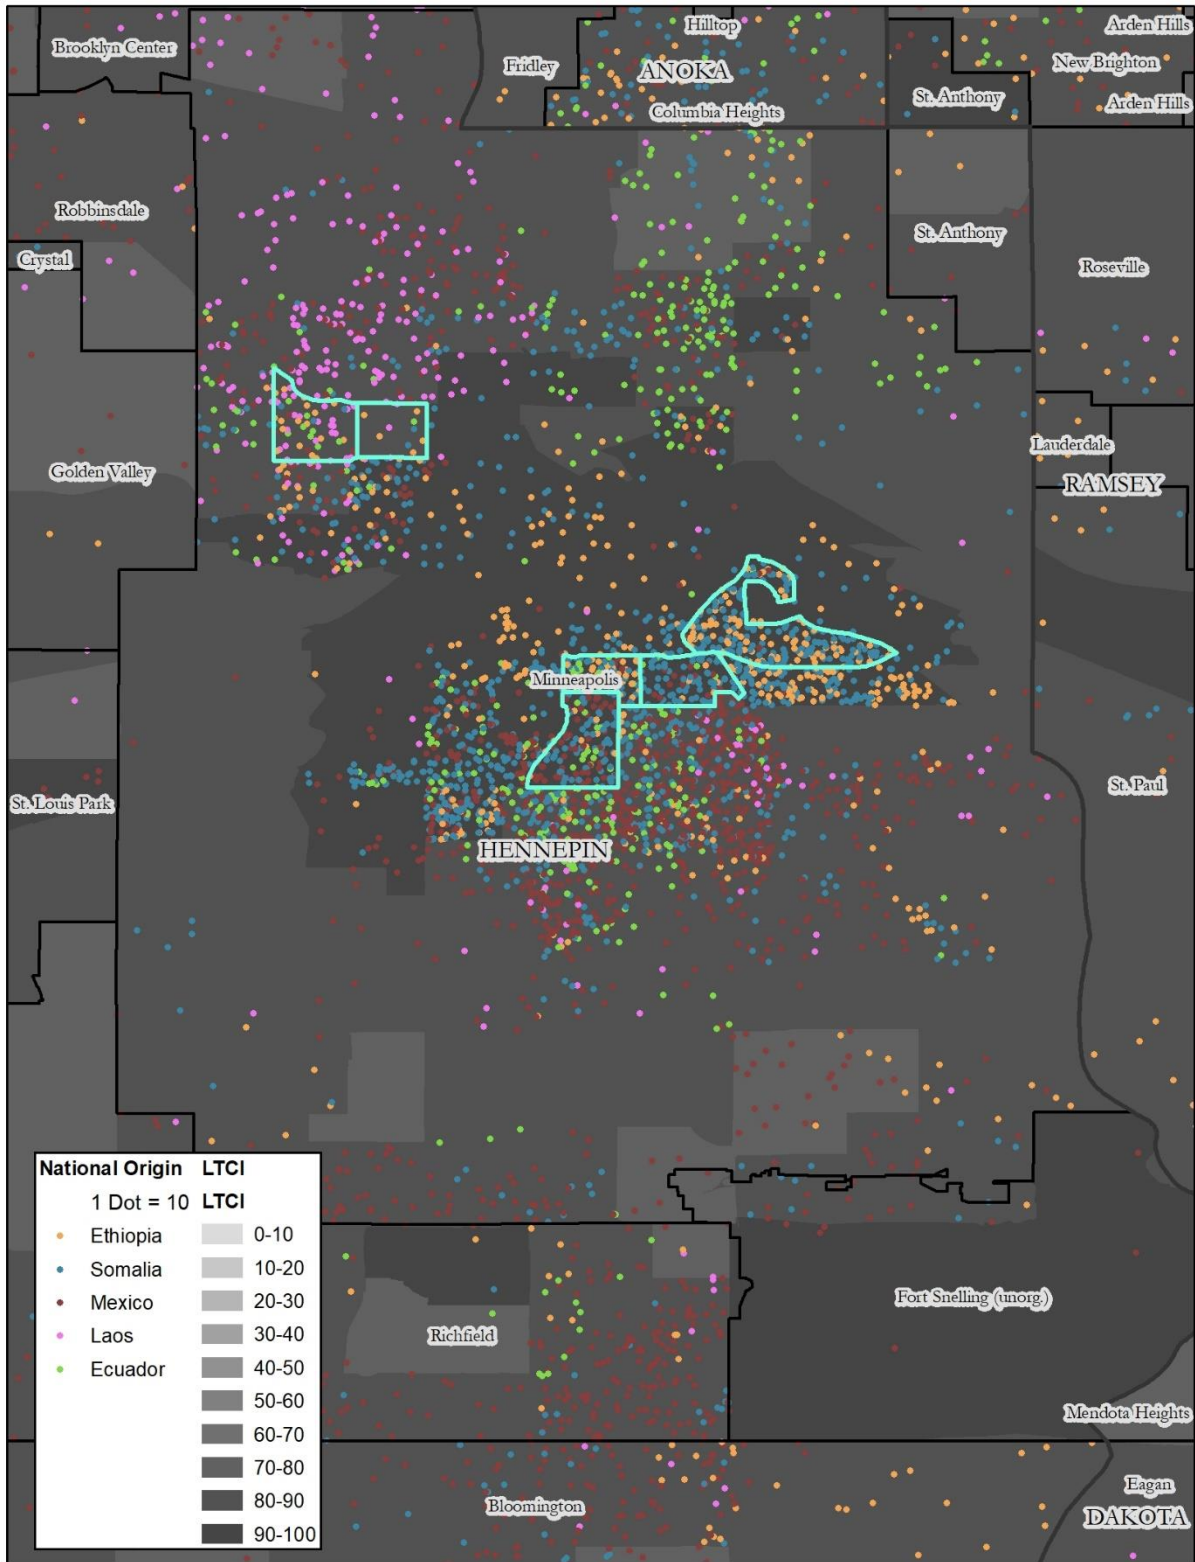 Hilltop
Arden Hills
Brooklyn Center
Fridley
ANOKA
New Brighton
St. Anthony
Arden Hills
Columbia Heights
Robbinsdale
St. Anthony
Crystal
Roseville
Lauderdale
Golden Valley
RAMSEY
Minneapolis
St. Louis Park
St. Paul
HENNEPIN
National Origin LTCI
1 Dot = 10 LTCI
Ethiopia 0-10
Somalia 10-20
Mexico 20-30
Laos 30-40
Ecuador 40-50
50-60
60-70
70-80
80-90
90-100
Fort Snelling (unorg.)
Richfield
Mendota Heights
Eagan
Bloomington
DAKOTA